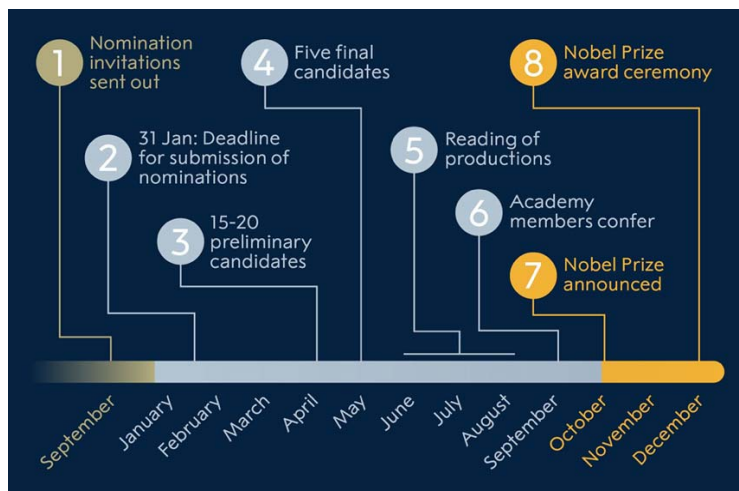 1
Nomination
invitations
sent out
2
31 Jan: Deadline
for submission of
nominations
3
15-20
preliminary
candidates
4
Five final
candidates
5
Reading of
productions
6
Academy
members confer
7
Nobel Prize
announced
8
Nobel Prize
award ceremony
September
January
February
March
April
May
June
July
August
September
October
November
December